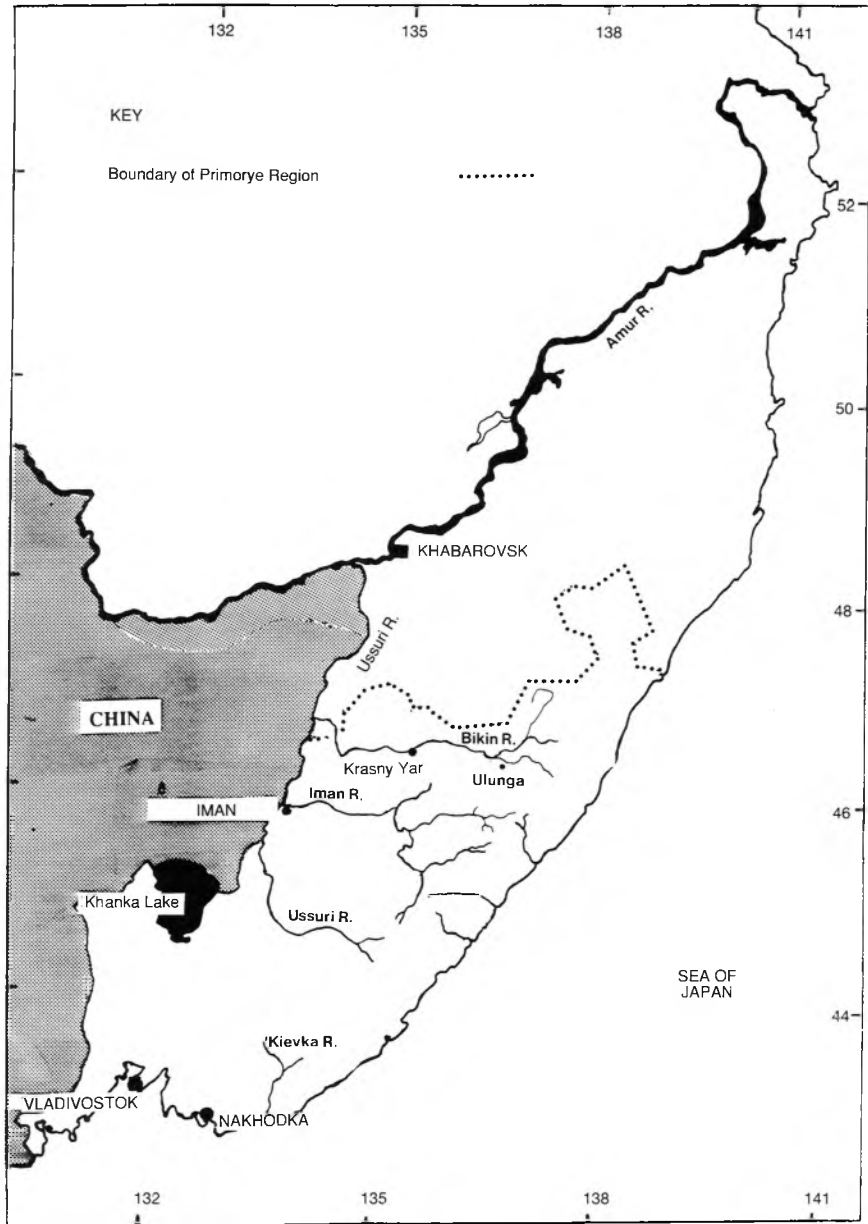 132 135 138 141
KEY
Boundary of Primorye Region
52
Amur R.
50
KHABAROVSK
48
Ussuri R.
CHINA
Bikin R.
Krasny Yar
Ulunga
IMAN
Iman R.
46
Khanka Lake
Ussuri R.
SEA OF
JAPAN
44
Kievka R.
VLADIVOSTOK
NAKHODKA
132 135 138 141